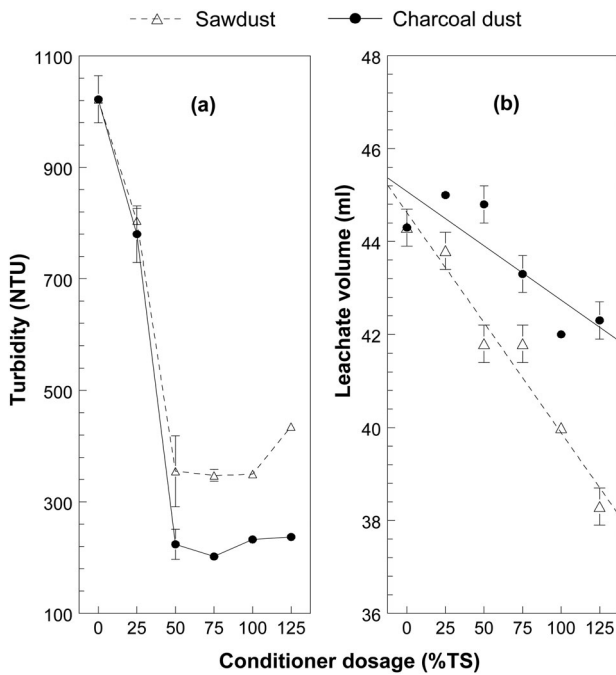 Sawdust Charcoal dust
(a) (b)
Turbidity (NTU)
1100
900
700
500
300
100
0 25 50 75 100 125
Leachate volume (ml)
48
46
44
42
40
38
36
0 25 50 75 100 125
Conditioner dosage (%TS)